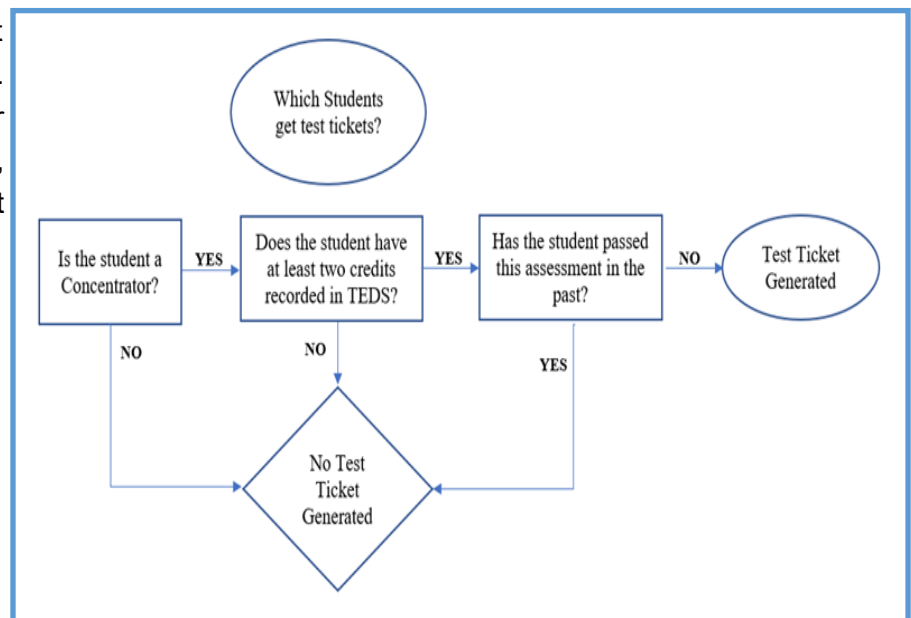 Which Students
get test tickets?
Is the student a
Concentrator?
YES
Does the student have
at least two credits
recorded in TEDS?
YES
Has the student passed
this assessment in the
past?
NO
Test Ticket
Generated
NO
NO
YES
No Test
Ticket
Generated